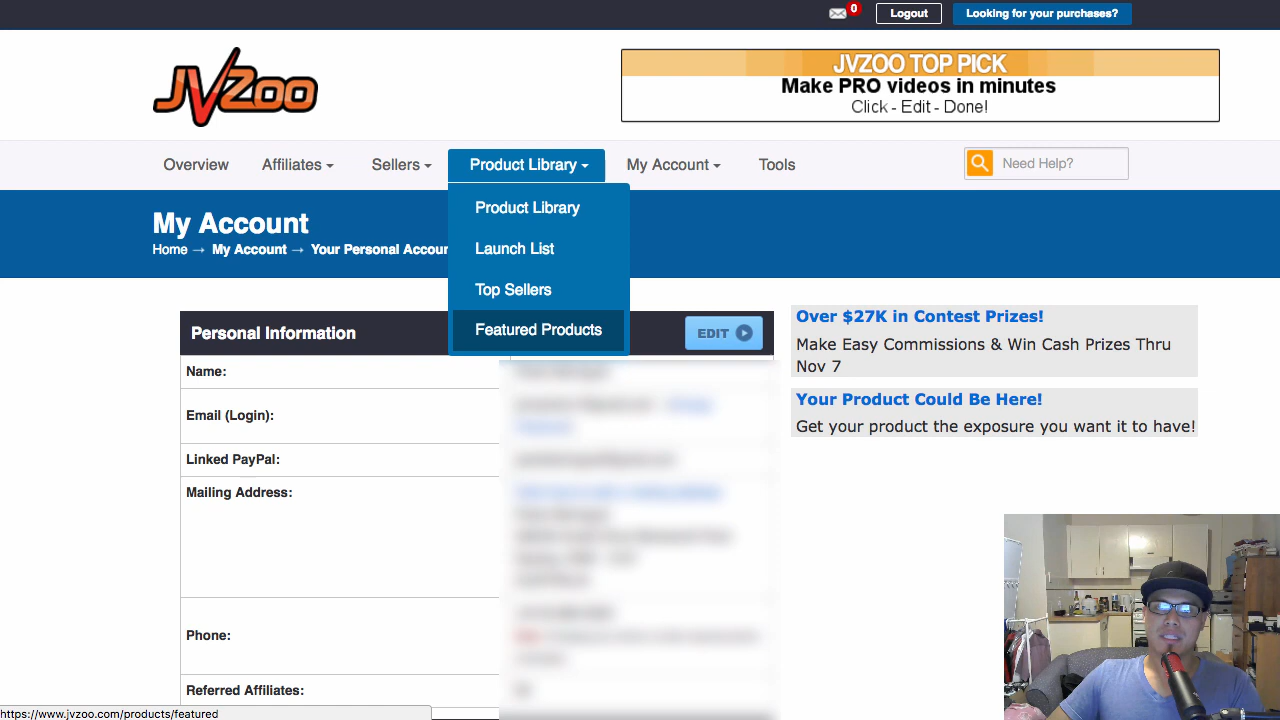 0
Logout
Looking for your purchases?
JVZoo
JVZOO TOP PICK
Make PRO videos in minutes
Click - Edit - Done!
Overview
Affiliates
Sellers
Product Library
My Account
Tools
Need Help?
Product Library
Launch List
Top Sellers
Featured Products
My Account
Home → My Account → Your Personal Accoun
Personal Information
EDIT
Name:
Email (Login):
Linked PayPal:
Mailing Address:
Phone:
Referred Affiliates:
Over $27K in Contest Prizes!
Make Easy Commissions & Win Cash Prizes Thru
Nov 7
Your Product Could Be Here!
Get your product the exposure you want it to have!
https://www.jvzoo.com/products/featured